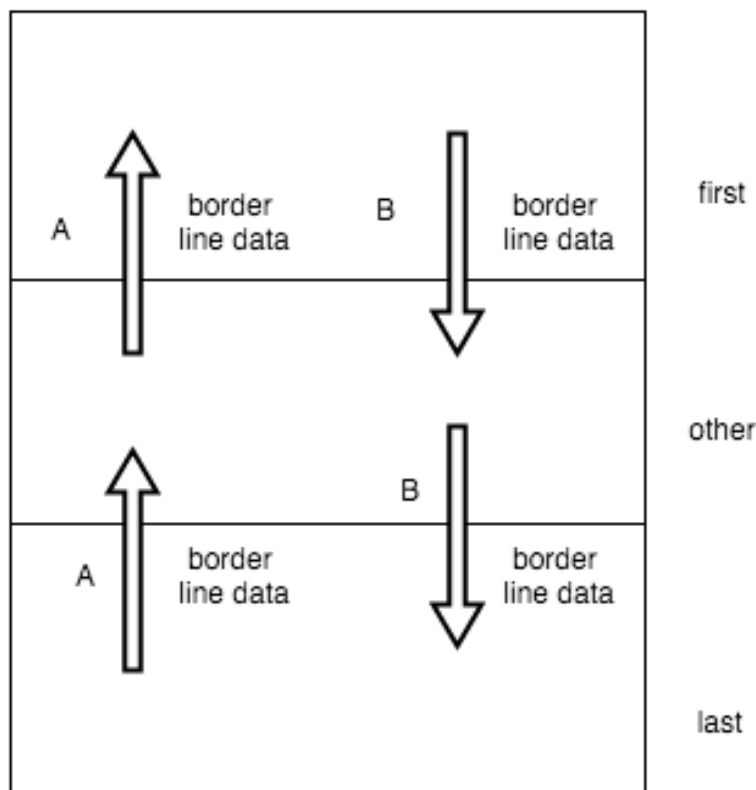 first
A
border
line data
B
border
line data
other
B
A
border
line data
border
line data
last